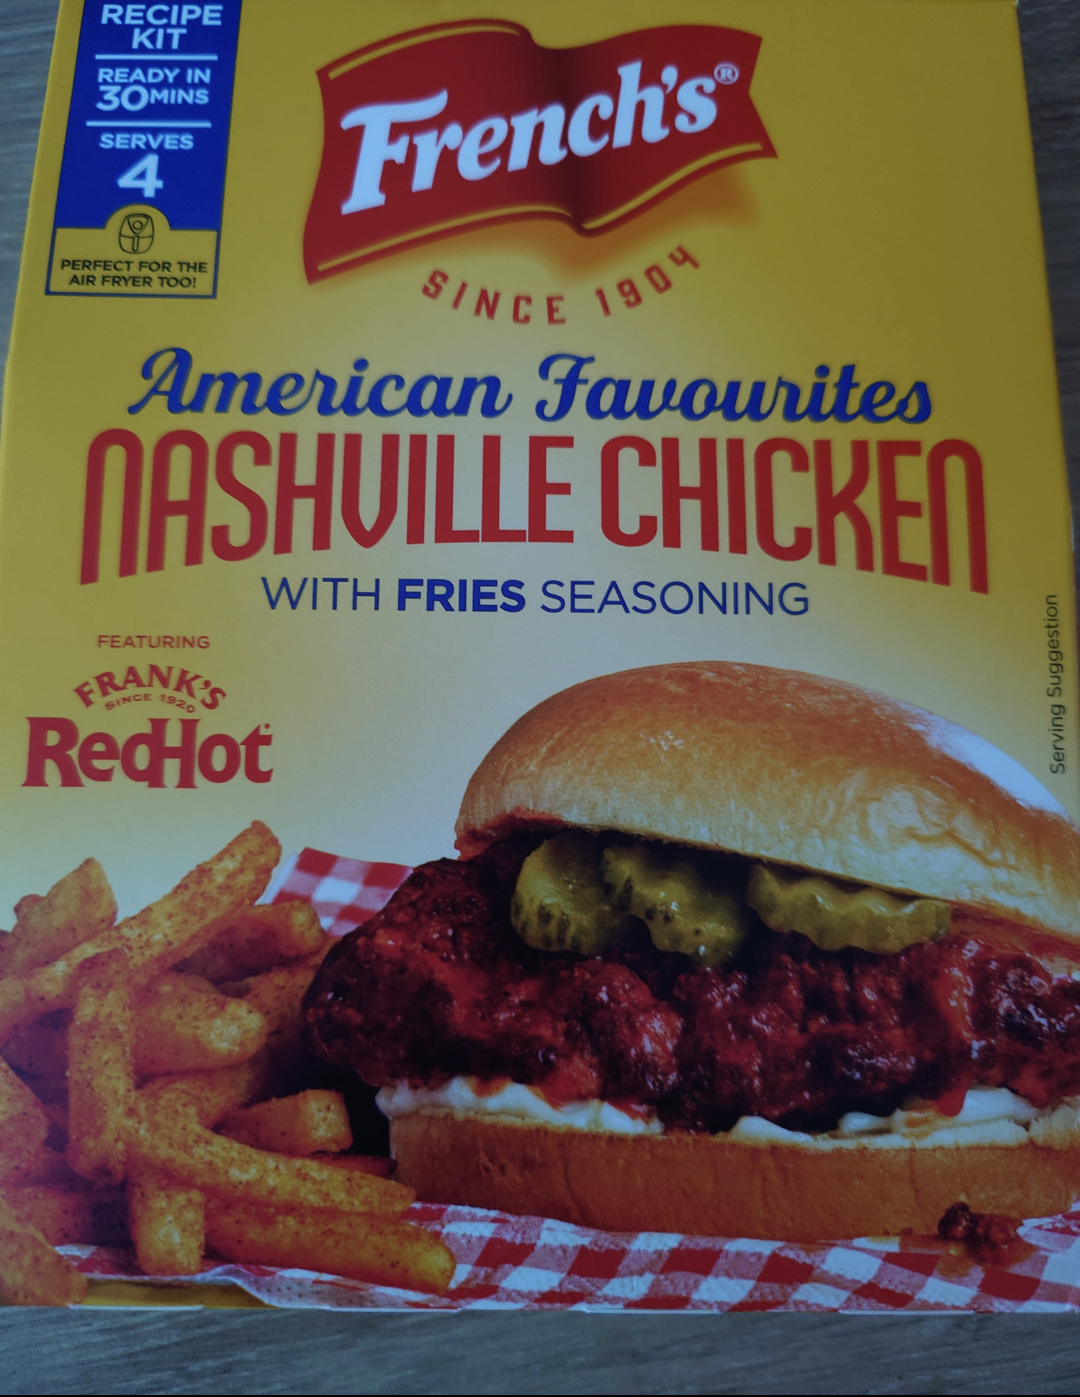 RECIPE
KIT
READY IN
30MINS
SERVES
4
PERFECT FOR THE
AIR FRYER TOO!
French's®
SINCE 1904
American Favourites
NASHVILLE CHICKEN
WITH FRIES SEASONING
FEATURING
FRANK'S
SINCE 1920
RedHot®
Serving Suggestion